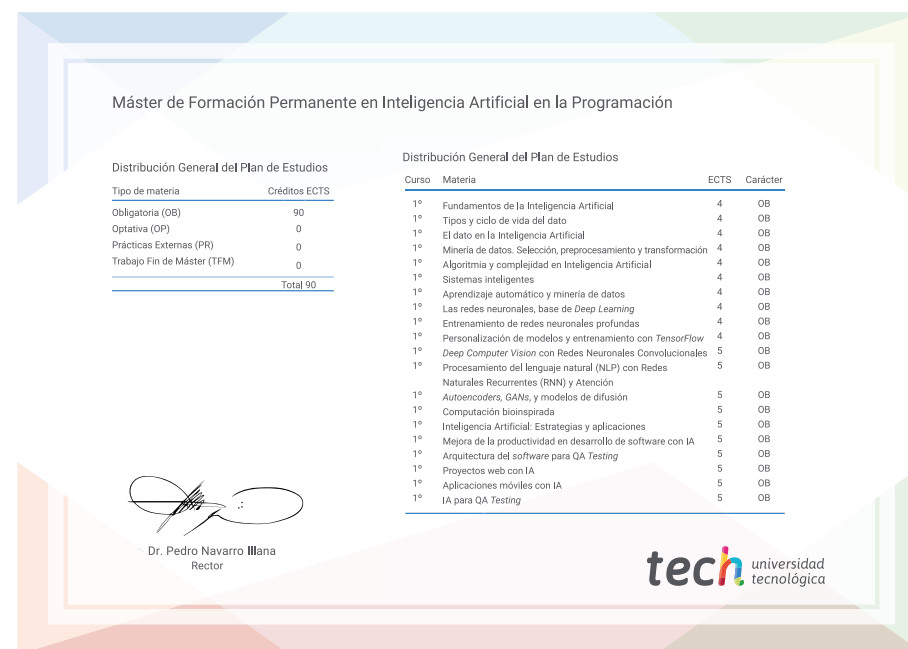 Máster de Formación Permanente en Inteligencia Artificial en la Programación
Distribución General del Plan de Estudios
Tipo de materia Créditos ECTS
Obligatoria (OB) 90
Optativa (OP) 0
Prácticas Externas (PR) 0
Trabajo Fin de Máster (TFM) 0
Total 90
Distribución General del Plan de Estudios
Curso Materia ECTS Carácter
1º Fundamentos de la Inteligencia Artificial 4 OB
1º Tipos y ciclo de vida del dato 4 OB
1º El dato en la Inteligencia Artificial 4 OB
1º Minería de datos. Selección, preprocesamiento y transformación 4 OB
1º Algoritmia y complejidad en Inteligencia Artificial 4 OB
1º Sistemas inteligentes 4 OB
1º Aprendizaje automático y minería de datos 4 OB
1º Las redes neuronales, base de Deep Learning 4 OB
1º Entrenamiento de redes neuronales profundas 4 OB
1º Personalización de modelos y entrenamiento con TensorFlow 4 OB
1º Deep Computer Vision con Redes Neuronales Convolucionales 5 OB
1º Procesamiento del lenguaje natural (NLP) con Redes 5 OB
Naturales Recurrentes (RNN) y Atención
1º Autoencoders, GANs, y modelos de difusión 5 OB
1º Computación bioinspirada 5 OB
1º Inteligencia Artificial: Estrategias y aplicaciones 5 OB
1º Mejora de la productividad en desarrollo de software con IA 5 OB
1º Arquitectura del software para QA Testing 5 OB
1º Proyectos web con IA 5 OB
1º Aplicaciones móviles con IA 5 OB
1º IA para QA Testing 5 OB
Dr. Pedro Navarro Illana
Rector
tech universidad
tecnológica